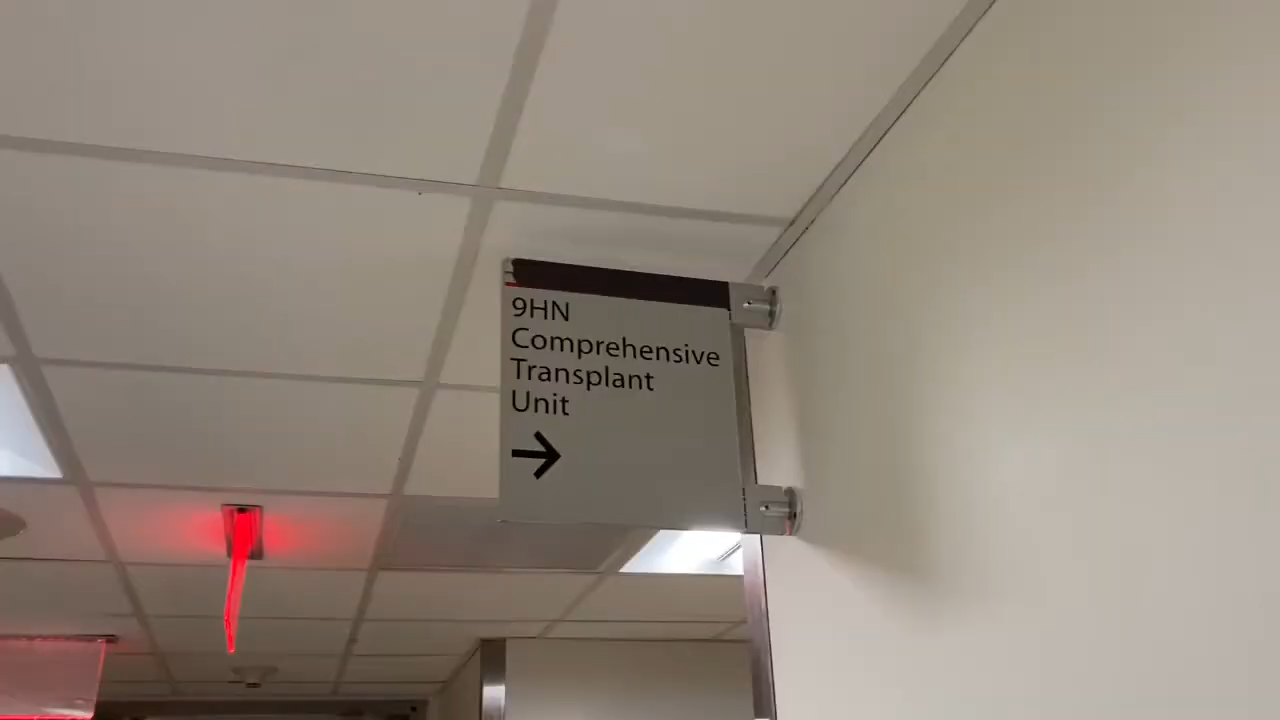 9HN
Comprehensive
Transplant
Unit
→